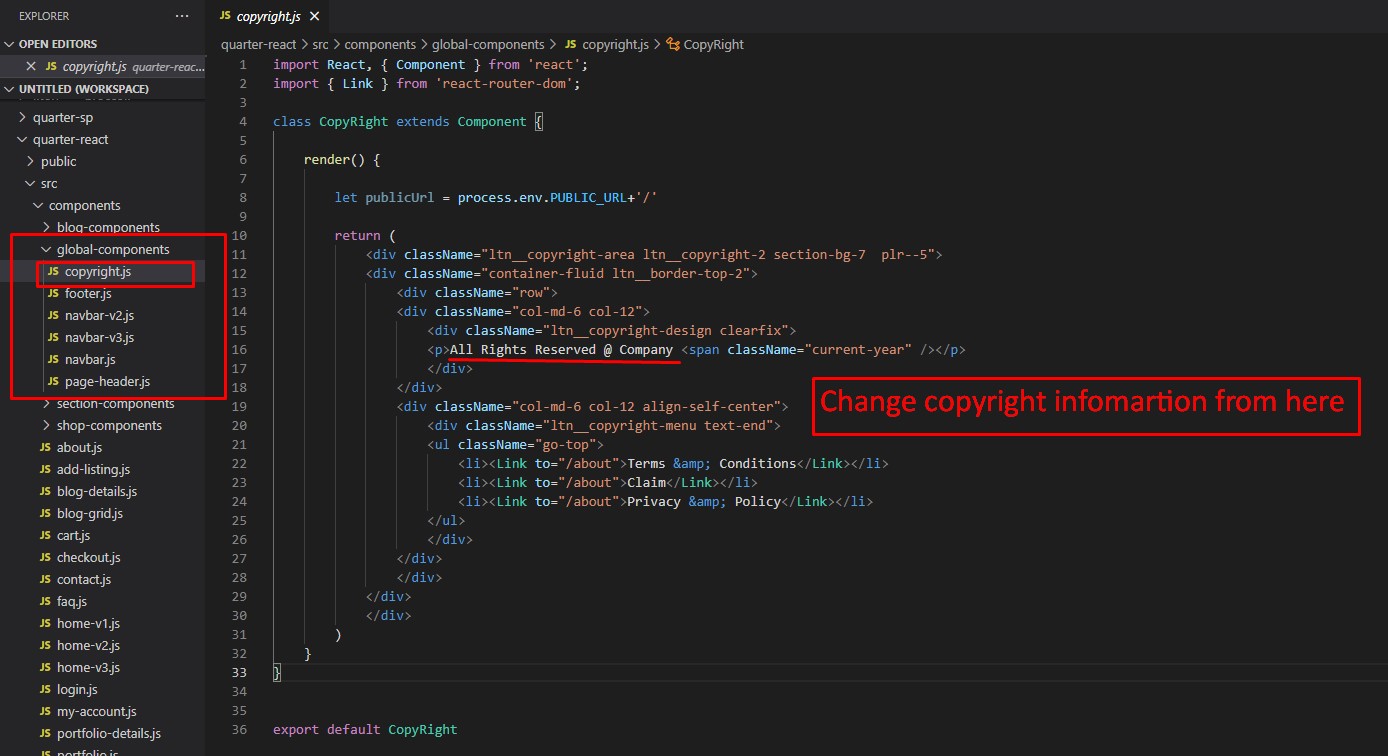 EXPLORER
OPEN EDITORS
JS copyright.js quarter-reac...
UNTITLED (WORKSPACE)
quarter-sp
quarter-react
public
src
components
blog-components
global-components
JS copyright.js
JS footer.js
JS navbar-v2.js
JS navbar-v3.js
JS navbar.js
JS page-header.js
section-components
shop-components
JS about.js
JS add-listing.js
JS blog-details.js
JS blog-grid.js
JS cart.js
JS checkout.js
JS contact.js
JS faq.js
JS home-v1.js
JS home-v2.js
JS home-v3.js
JS login.js
JS my-account.js
JS portfolio-details.js
JS portfolio.js
JS copyright.js
quarter-react > src > components > global-components > JS copyright.js > CopyRight
1 import React, { Component } from 'react';
2 import { Link } from 'react-router-dom';
3
4 class CopyRight extends Component {
5
6 render() {
7
8 let publicUrl = process.env.PUBLIC_URL+'/'
9
10 return (
11 <div className="ltn__copyright-area ltn__copyright-2 section-bg-7  plr--5">
12 <div className="container-fluid ltn__border-top-2">
13 <div className="row">
14 <div className="col-md-6 col-12">
15 <div className="ltn__copyright-design clearfix">
16 <p>All Rights Reserved @ Company <span className="current-year" /></p>
17 </div>
18 </div>
19 <div className="col-md-6 col-12 align-self-center">
20 <div className="ltn__copyright-menu text-end">
21 <ul className="go-top">
22 <li><Link to="/about">Terms &amp; Conditions</Link></li>
23 <li><Link to="/about">Claim</Link></li>
24 <li><Link to="/about">Privacy &amp; Policy</Link></li>
25 </ul>
26 </div>
27 </div>
28 </div>
29 </div>
30 </div>
31 )
32 }
33 }
34
35
36 export default CopyRight
Change copyright infomartion from here